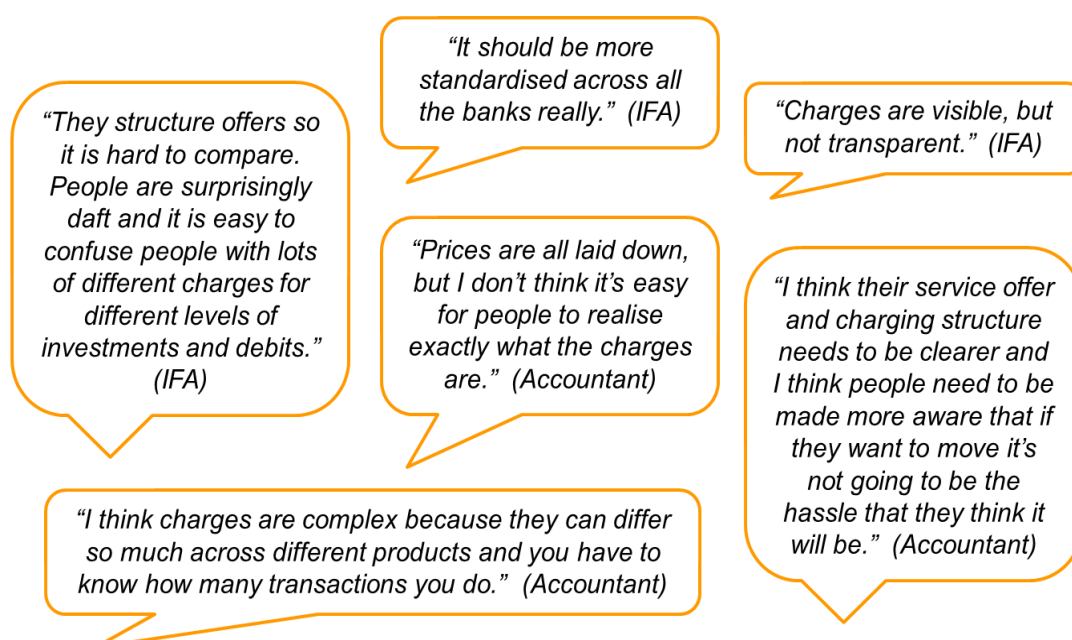 “They structure offers so
it is hard to compare.
People are surprisingly
daft and it is easy to
confuse people with lots
of different charges for
different levels of
investments and debits.”
(IFA)
“It should be more
standardised across all
the banks really.”  (IFA)
“Charges are visible, but
not transparent.”  (IFA)
“Prices are all laid down,
but I don’t think it’s easy
for people to realise
exactly what the charges
are.”  (Accountant)
“I think their service offer
and charging structure
needs to be clearer and
I think people need to be
made more aware that if
they want to move it’s
not going to be the
hassle that they think it
will be.”  (Accountant)
“I think charges are complex because they can differ
so much across different products and you have to
know how many transactions you do.”  (Accountant)